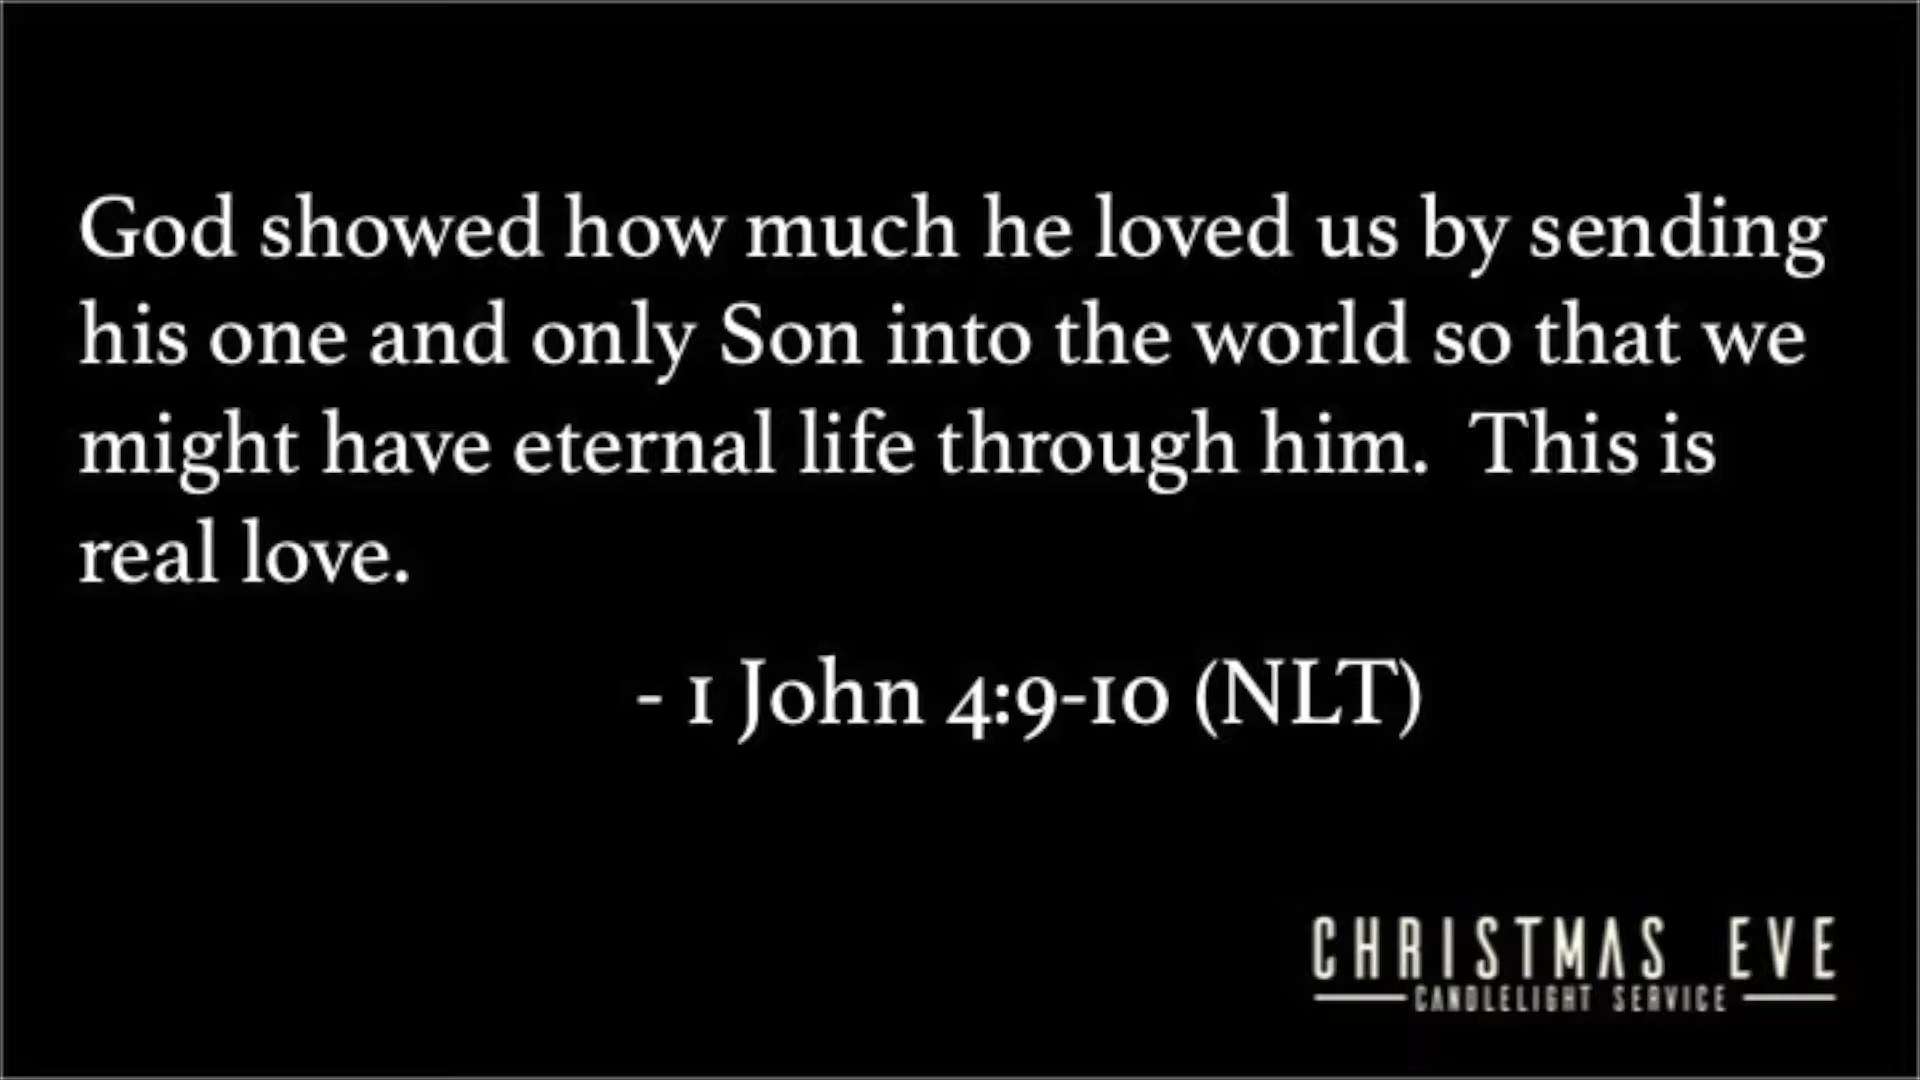 God showed how much he loved us by sending
his one and only Son into the world so that we
might have eternal life through him.  This is
real love.
- 1 John 4:9-10 (NLT)
CHRISTMAS EVE
CANDLELIGHT SERVICE